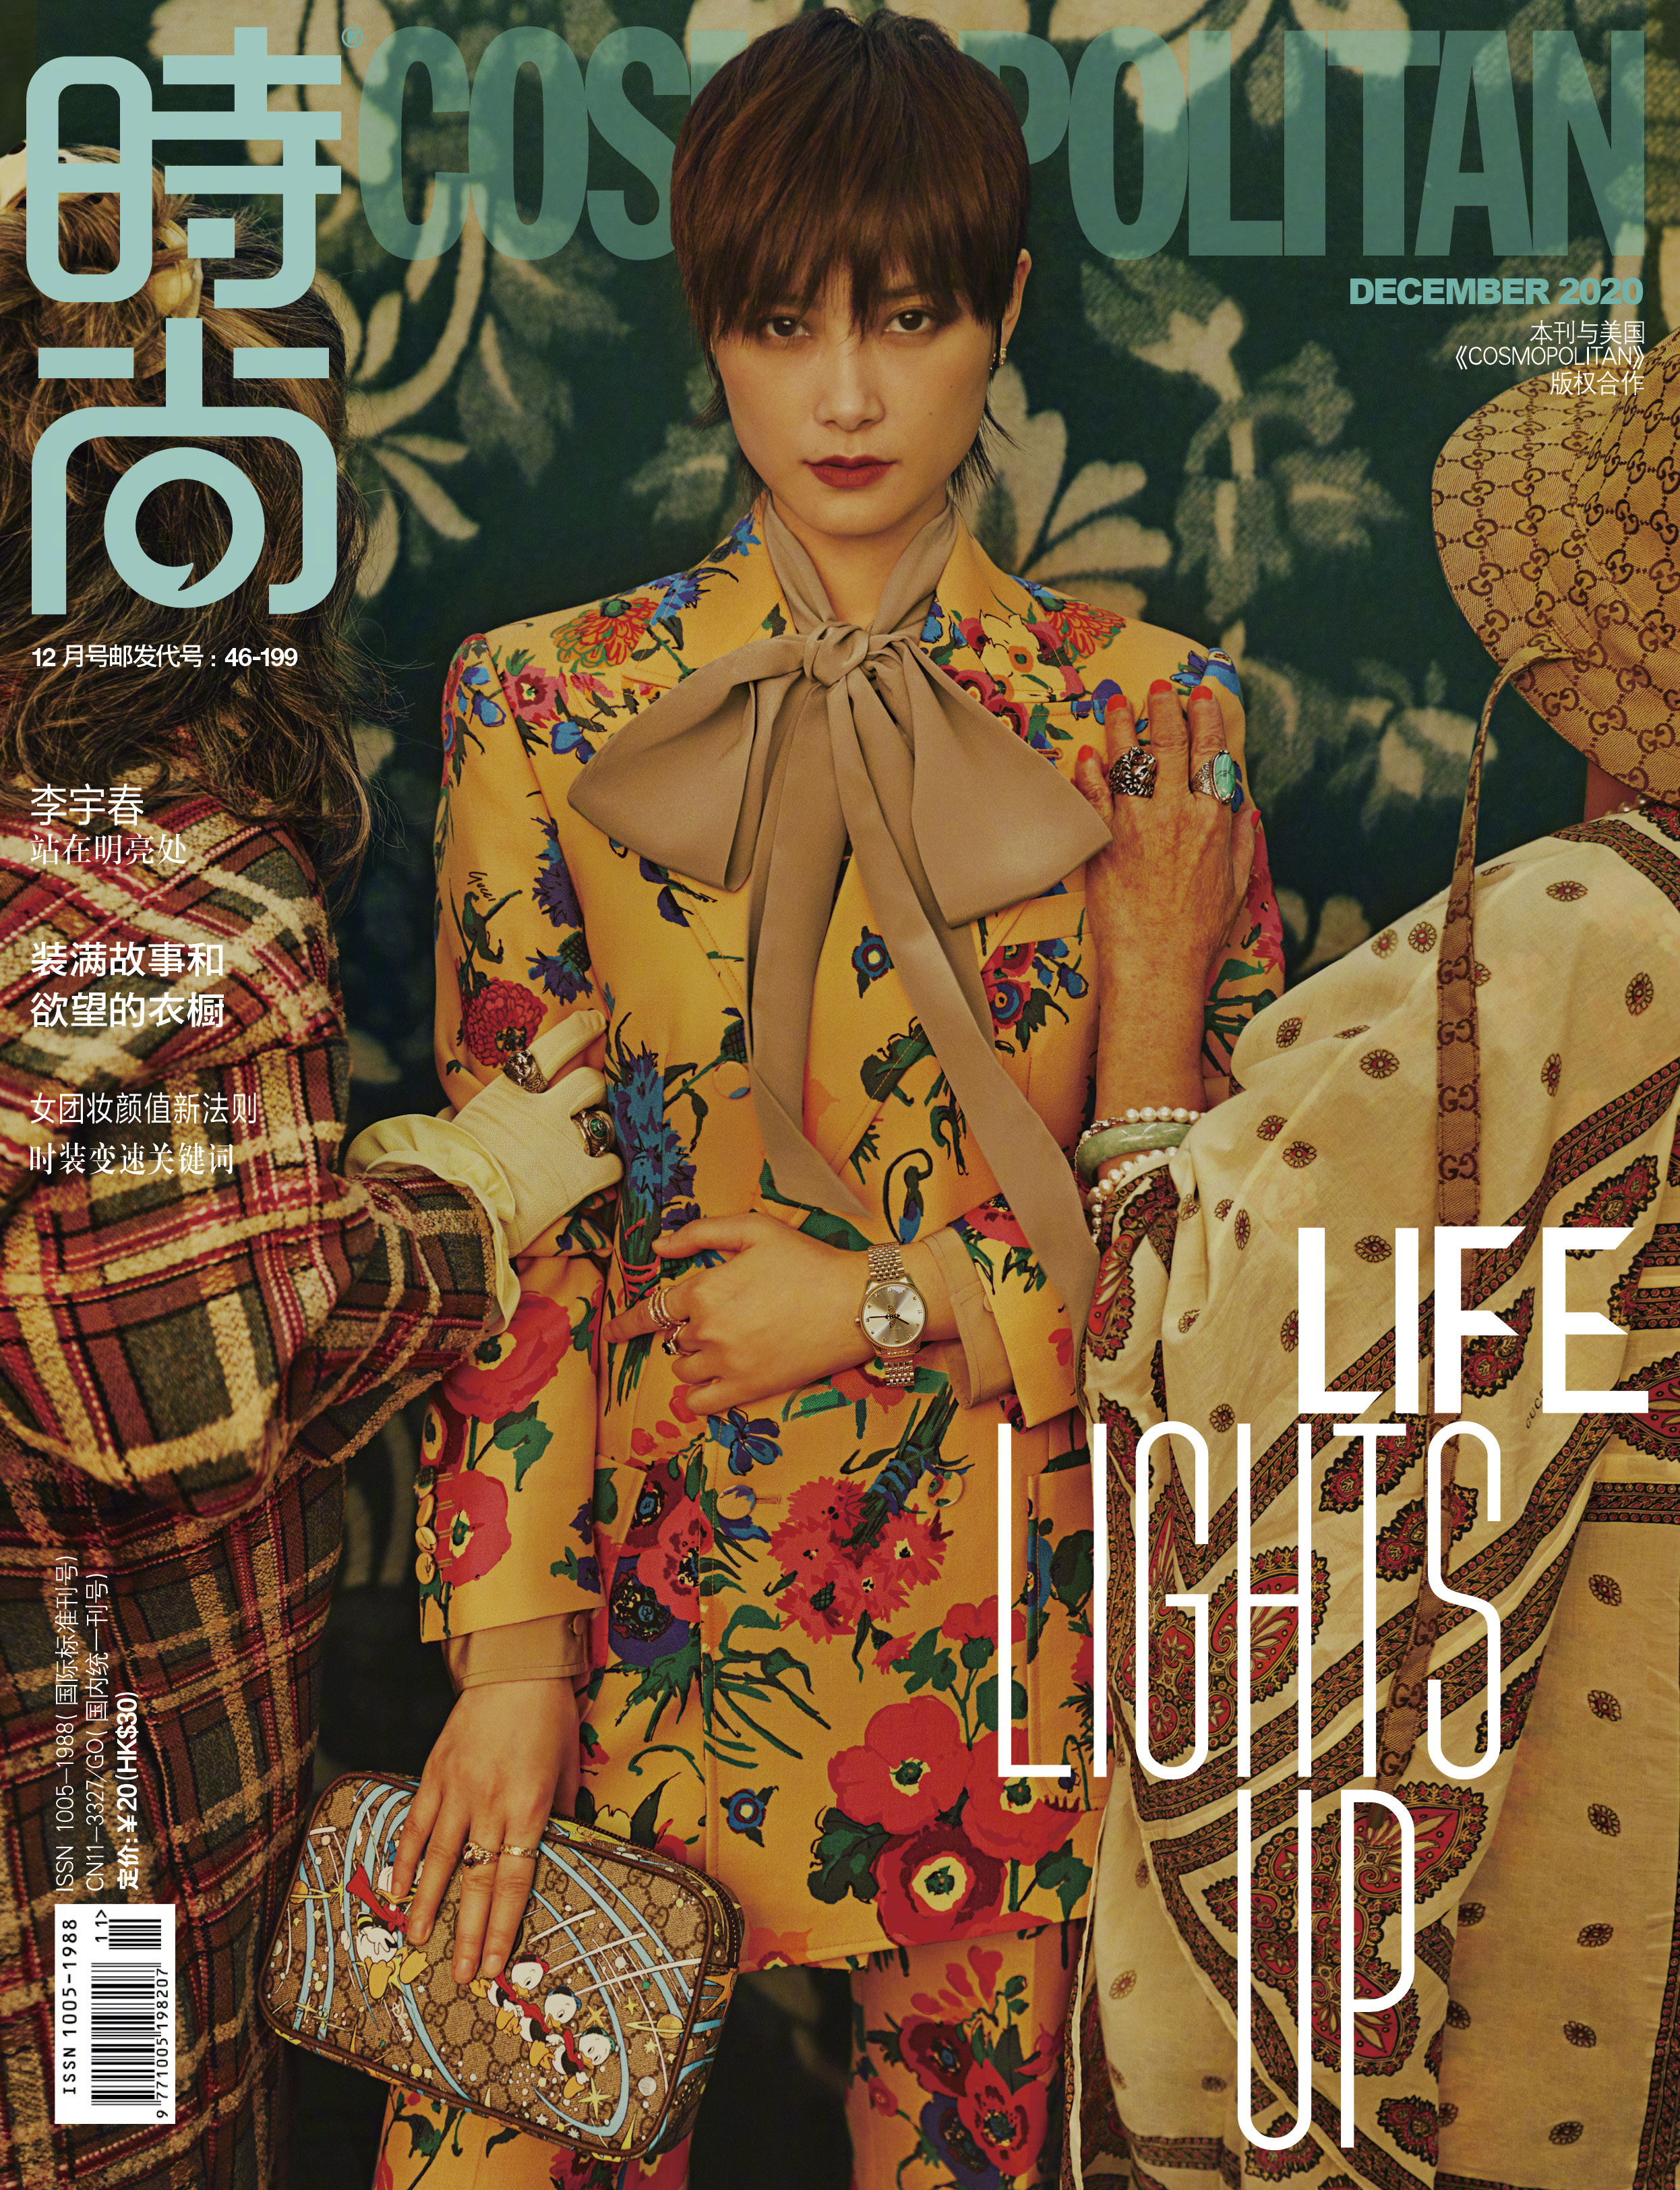 時尚®
COSMOPOLITAN
DECEMBER 2020
本刊与美国
《COSMOPOLITAN》
版权合作
12 月号邮发代号：46-199
李宇春
站在明亮处
装满故事和
欲望的衣橱
女团妆颜值新法则
时装变速关键词
LIFE
LIGHTS
UP
ISSN 1005—1988（国际标准刊号）
CN11—3327/GO（国内统一刊号）
定价：￥20(HK$30)
ISSN 1005-1988
11>
9 771005 198207